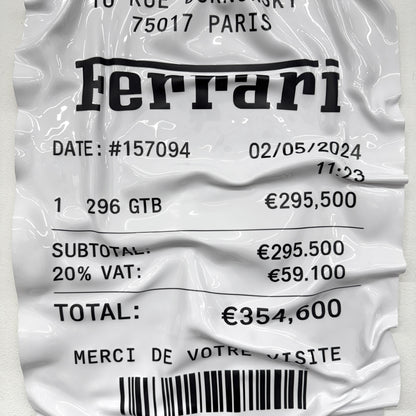 75017 PARIS
Ferrari
DATE: #157094 02/05/2024
11:23
1 296 GTB €295,500
SUBTOTAL: €295.500
20% VAT: €59.100
TOTAL: €354,600
MERCI DE VOTRE VISITE